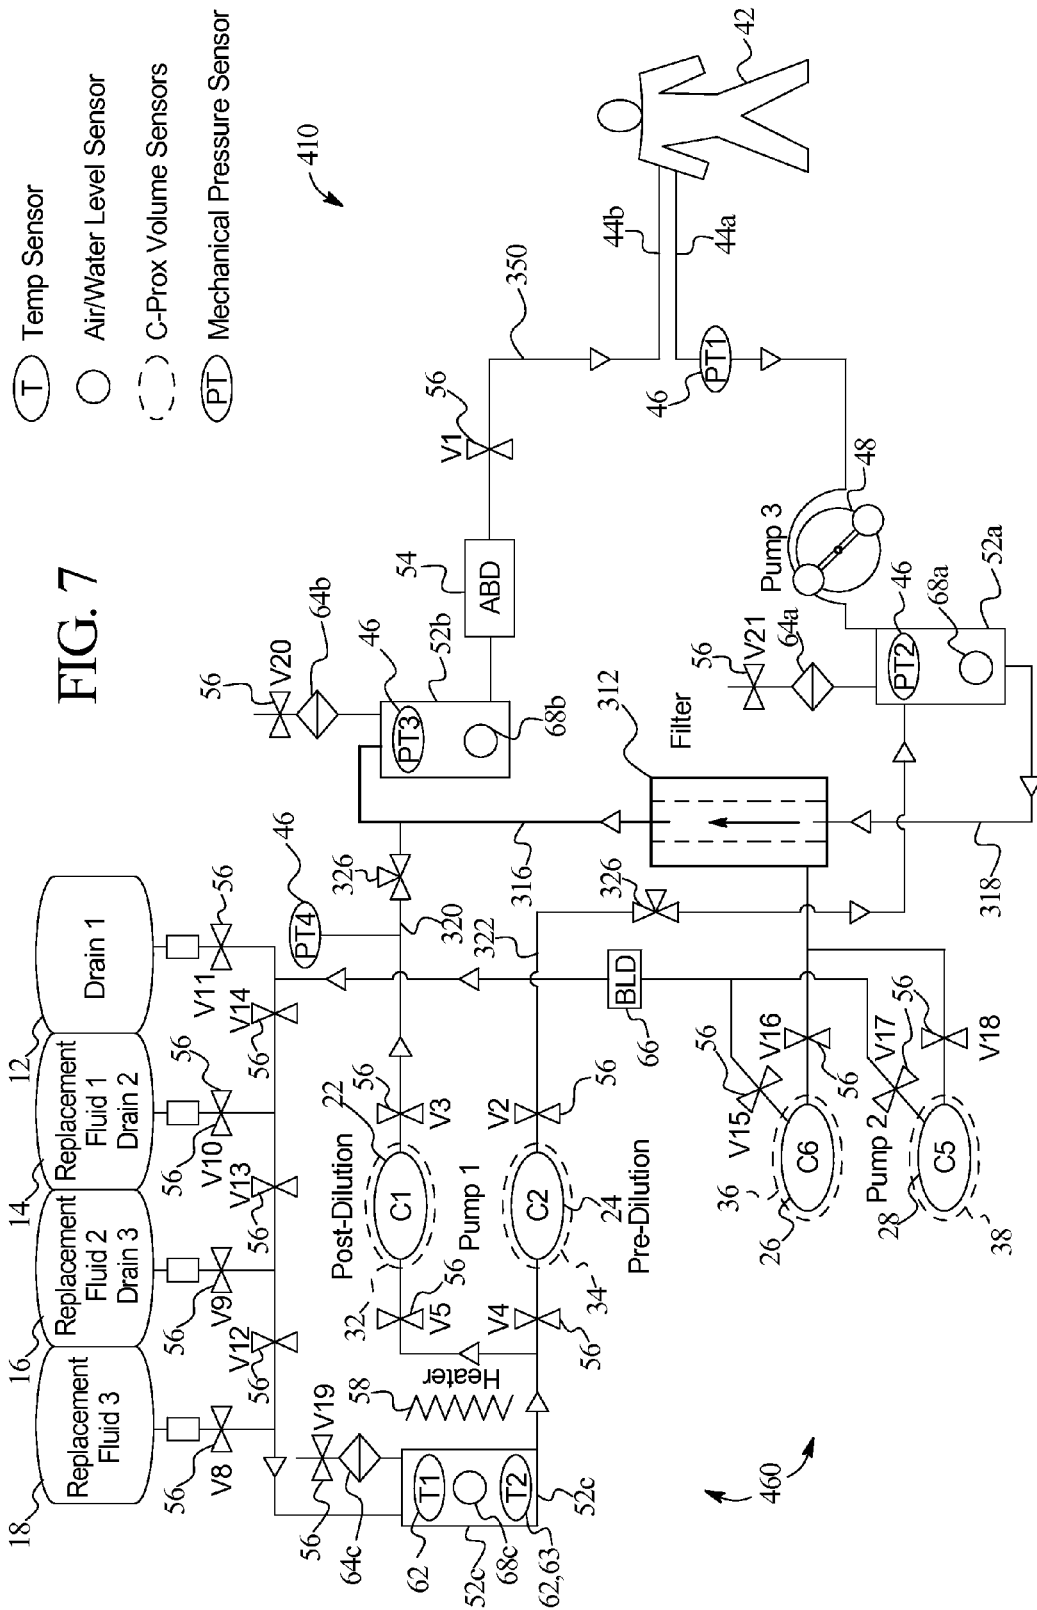 FIG. 7
T Temp Sensor
Air/Water Level Sensor
C-Prox Volume Sensors
PT Mechanical Pressure Sensor
410
18
16
14
12
Replacement
Fluid 3
Replacement
Fluid 2
Drain 3
Replacement
Fluid 1
Drain 2
Drain 1
56
V8
56
V9
56
V10
56
V11
56
V12
56
V13
56
V14
56
56
V19
64c
T1
62
68c
T2
62,63
52c
52c
58
Heater
Post-Dilution
22
32
C1
V5
56
V3
56
Pump 1
C2
24
34
V4
56
V2
56
Pre-Dilution
PT4
46
326
320
322
326
316
318
56
V20
64b
46
PT3
52b
68b
54
ABD
V1
56
350
44b
44a
42
46
PT1
Pump 3
48
56
V21
64a
46
PT2
68a
52a
312
Filter
BLD
66
56
V15
V16
56
36
26
C6
Pump 2
V17
56
V18
28
C5
38
460